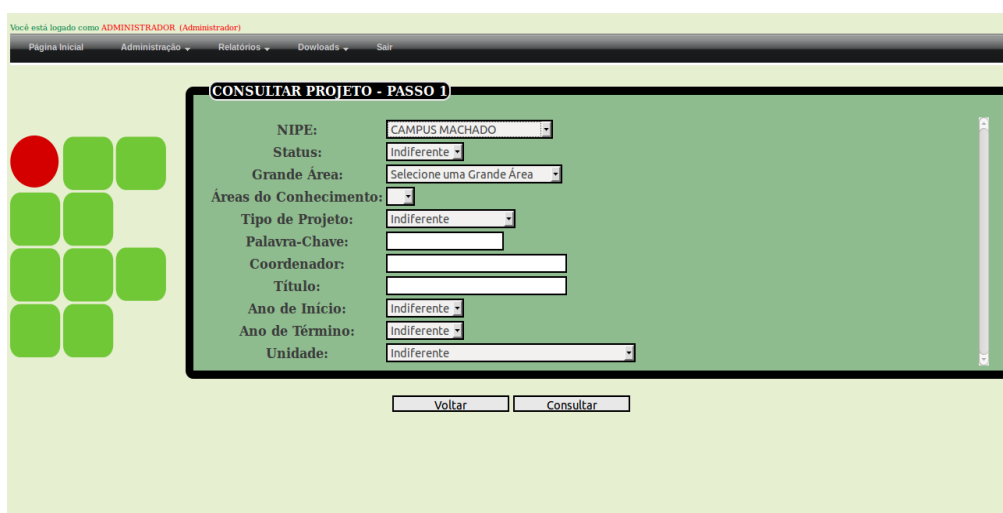 Você está logado como ADMINISTRADOR (Administrador)
Página Inicial Administração Relatórios Dowloads Sair
CONSULTAR PROJETO - PASSO 1
NIPE: CAMPUS MACHADO
Status: Indiferente
Grande Área: Selecione uma Grande Área
Áreas do Conhecimento:
Tipo de Projeto: Indiferente
Palavra-Chave:
Coordenador:
Título:
Ano de Início: Indiferente
Ano de Término: Indiferente
Unidade: Indiferente
Voltar Consultar